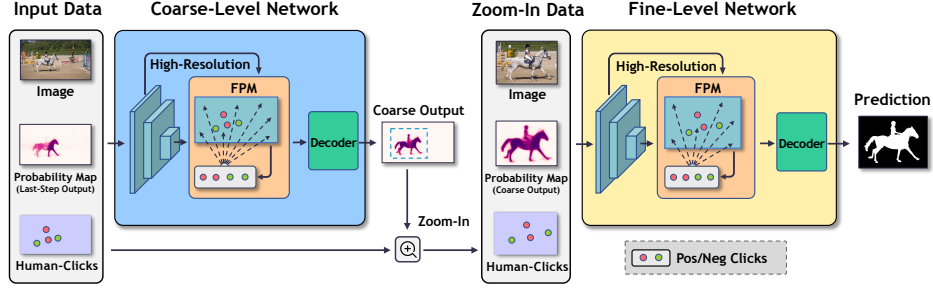 Input Data
Coarse-Level Network
Zoom-In Data
Fine-Level Network
Image
Probability Map
(Last-Step Output)
Human-Clicks
High-Resolution
FPM
Decoder
Coarse Output
Zoom-In
Image
Probability Map
(Coarse Output)
Human-Clicks
High-Resolution
FPM
Decoder
Prediction
Pos/Neg Clicks